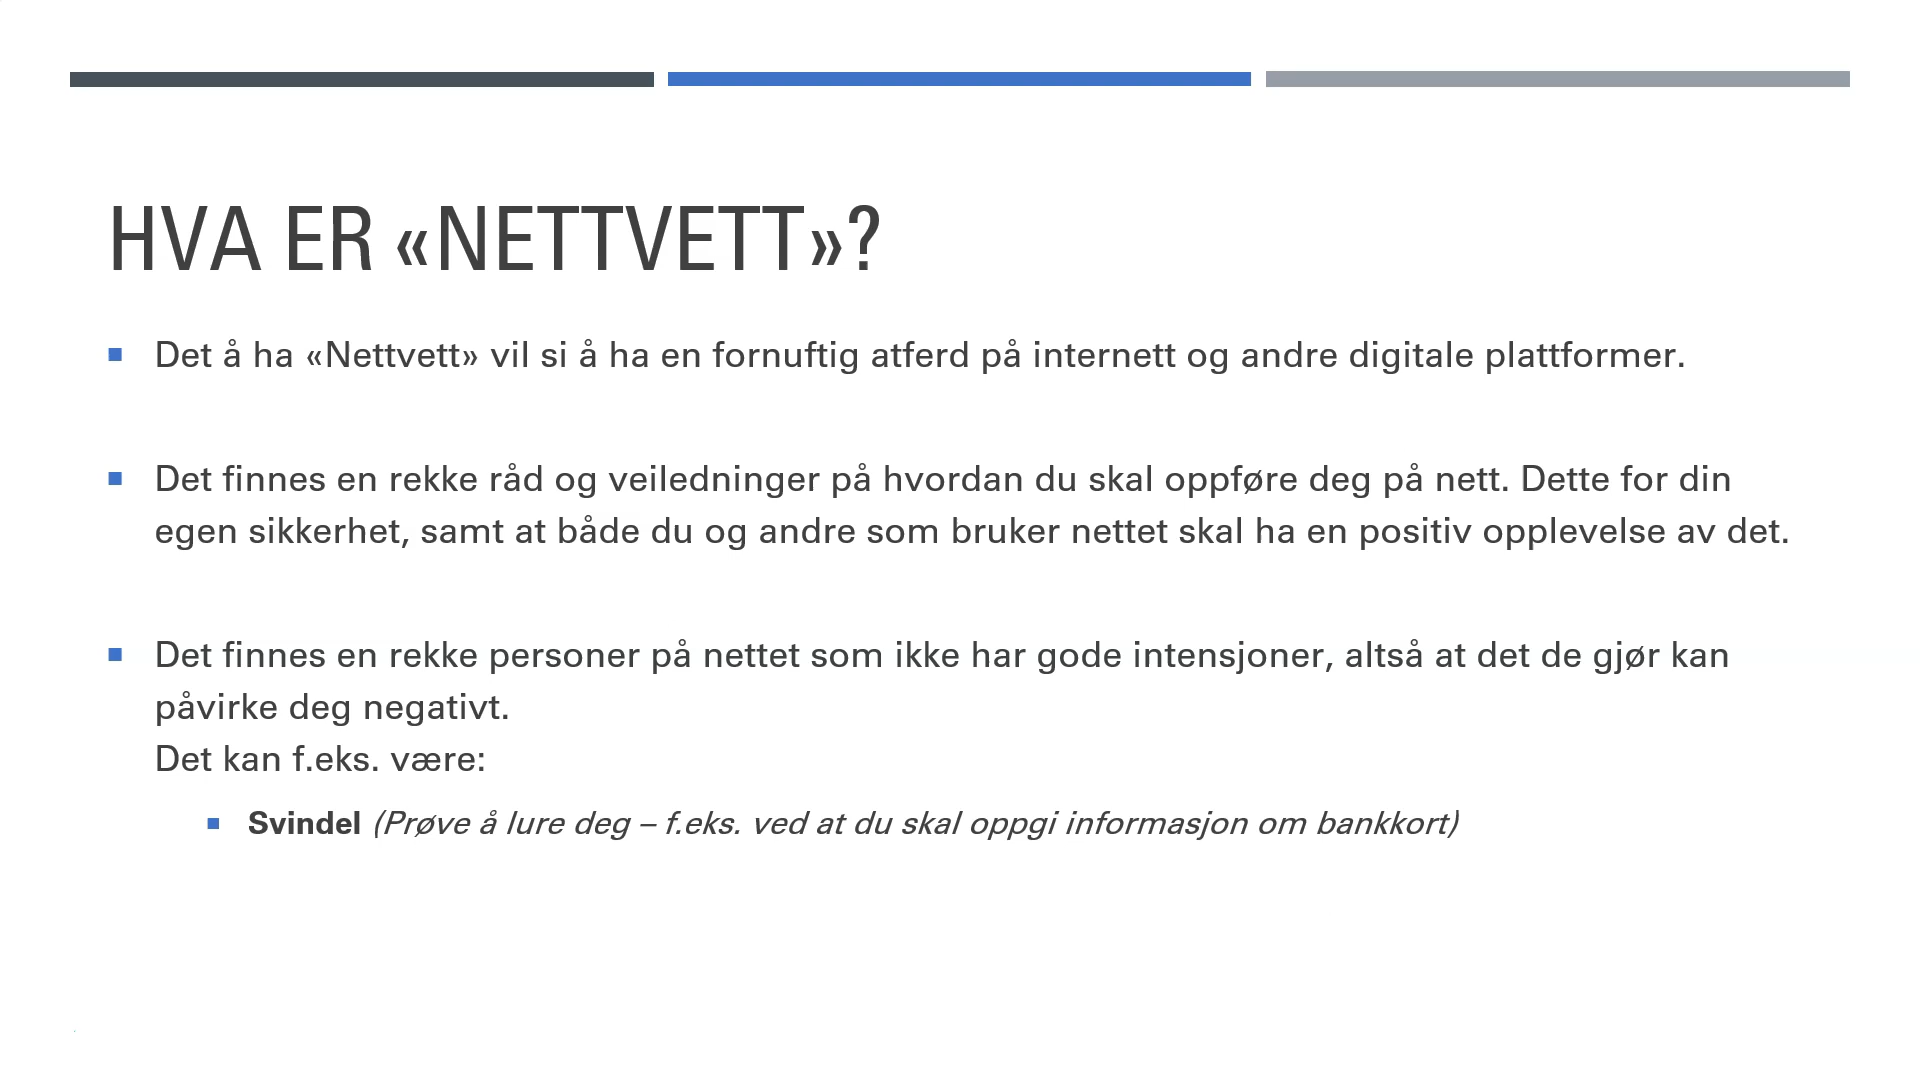 HVA ER «NETTVETT»?
Det å ha «Nettvett» vil si å ha en fornuftig atferd på internett og andre digitale plattformer.
Det finnes en rekke råd og veiledninger på hvordan du skal oppføre deg på nett. Dette for din
egen sikkerhet, samt at både du og andre som bruker nettet skal ha en positiv opplevelse av det.
Det finnes en rekke personer på nettet som ikke har gode intensjoner, altså at det de gjør kan
påvirke deg negativt.
Det kan f.eks. være:
Svindel (Prøve å lure deg – f.eks. ved at du skal oppgi informasjon om bankkort)